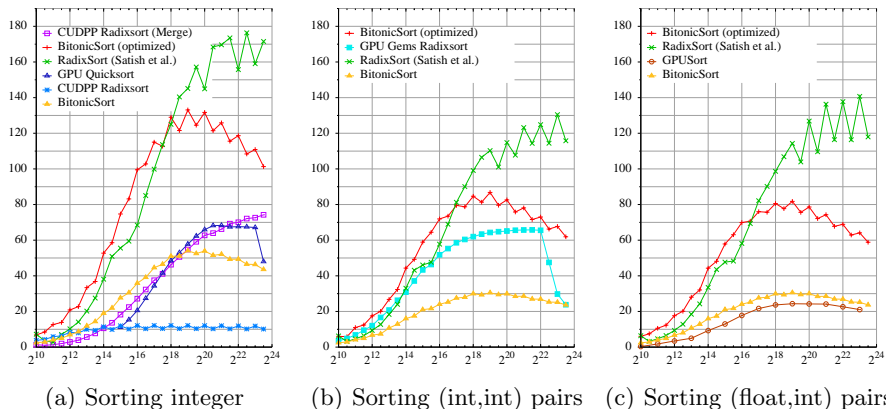 180
160
140
120
100
80
60
40
20
0
2^10 2^12 2^14 2^16 2^18 2^20 2^22 2^24
CUDPP Radixsort (Merge)
BitonicSort (optimized)
RadixSort (Satish et al.)
GPU Quicksort
CUDPP Radixsort
BitonicSort
(a) Sorting integer
180
160
140
120
100
80
60
40
20
0
2^10 2^12 2^14 2^16 2^18 2^20 2^22 2^24
BitonicSort (optimized)
GPU Gems Radixsort
RadixSort (Satish et al.)
BitonicSort
(b) Sorting (int,int) pairs
180
160
140
120
100
80
60
40
20
0
2^10 2^12 2^14 2^16 2^18 2^20 2^22 2^24
BitonicSort (optimized)
RadixSort (Satish et al.)
GPUSort
BitonicSort
(c) Sorting (float,int) pairs